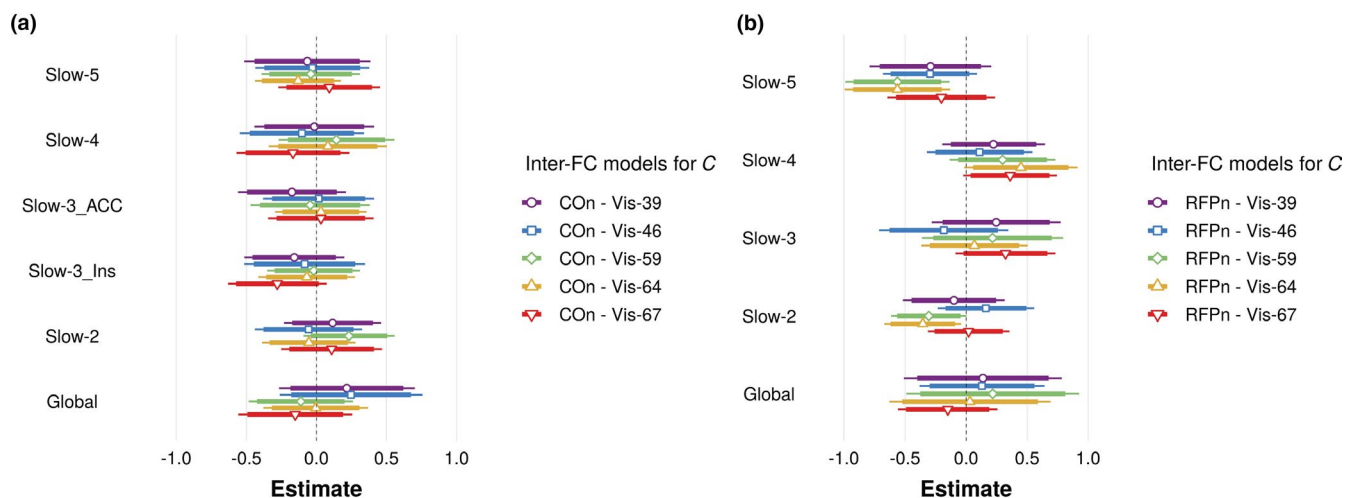 (a)
Slow-5
Slow-4
Slow-3_ACC
Slow-3_Ins
Slow-2
Global
-1.0 -0.5 0.0 0.5 1.0
Estimate
Inter-FC models for C
COn - Vis-39
COn - Vis-46
COn - Vis-59
COn - Vis-64
COn - Vis-67
(b)
Slow-5
Slow-4
Slow-3
Slow-2
Global
-1.0 -0.5 0.0 0.5 1.0
Estimate
Inter-FC models for C
RFPn - Vis-39
RFPn - Vis-46
RFPn - Vis-59
RFPn - Vis-64
RFPn - Vis-67